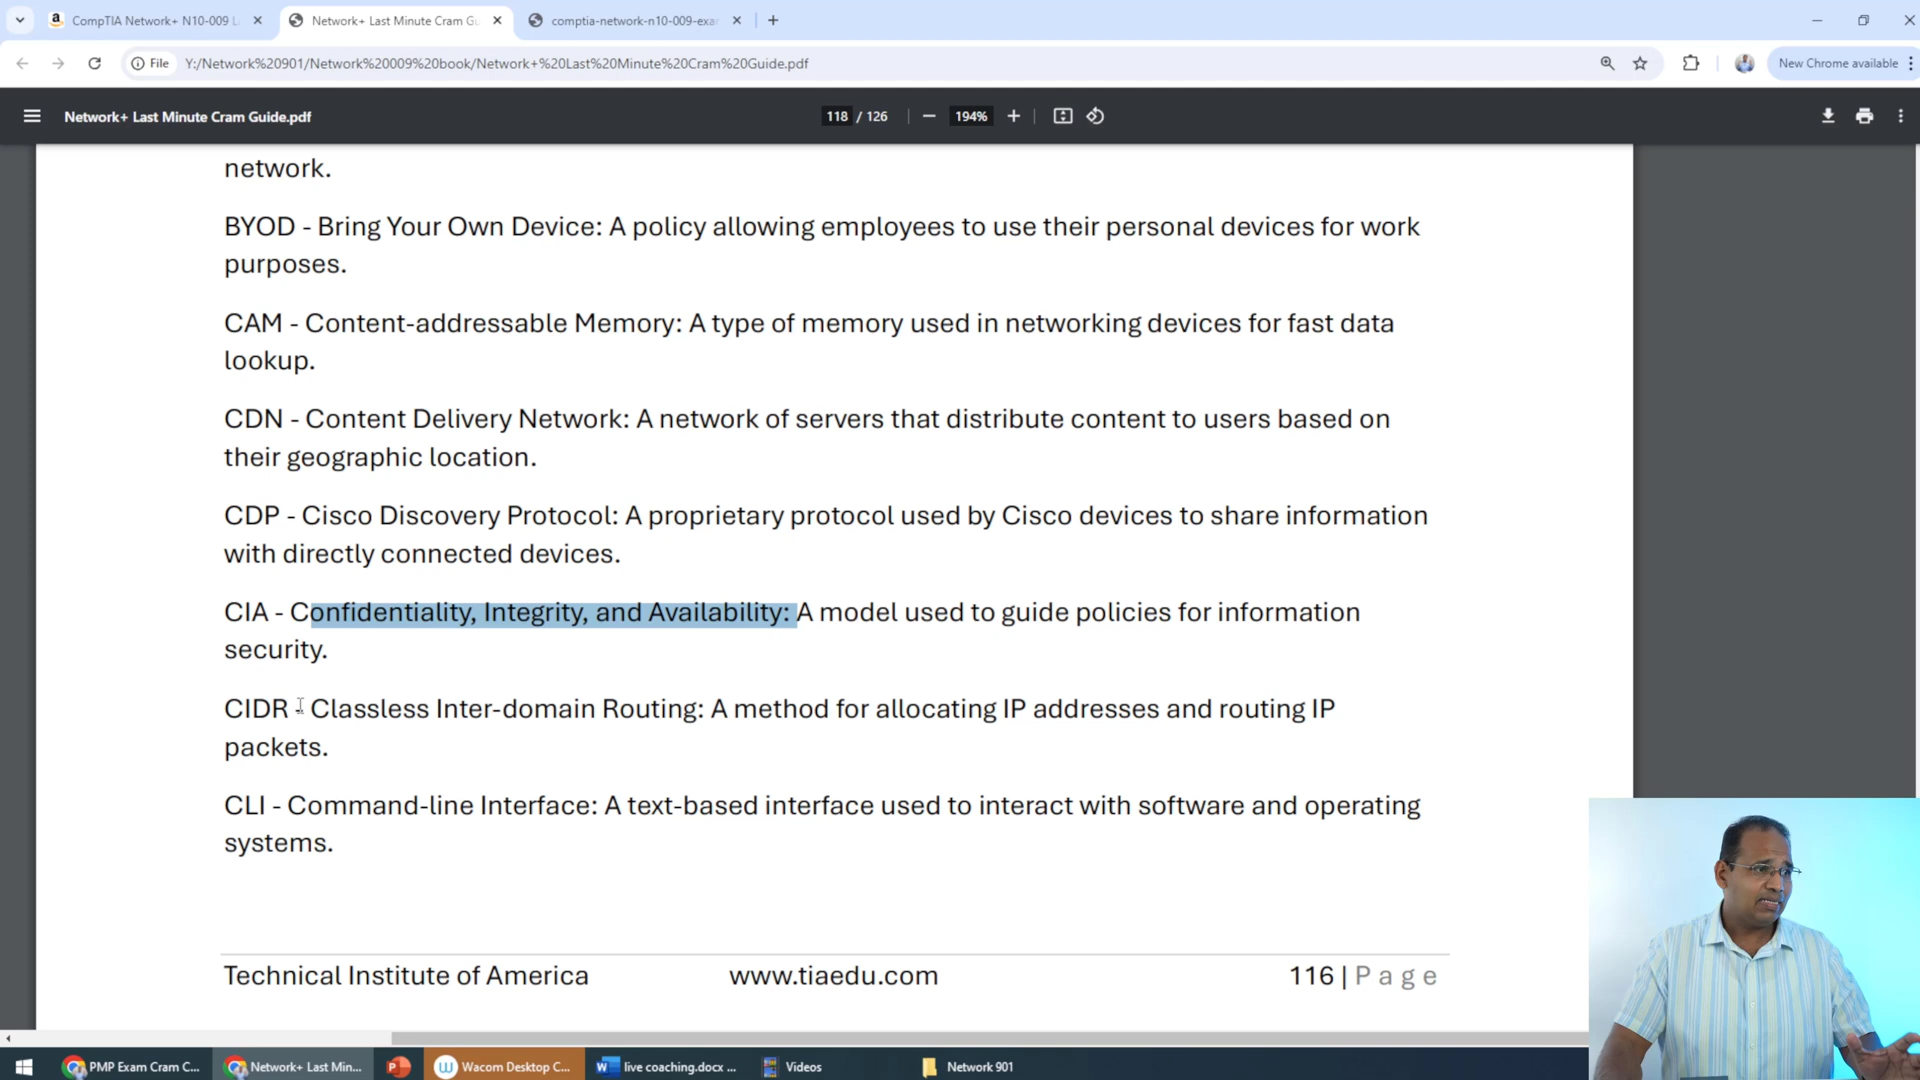 CompTIA Network+ N10-009 L
Network+ Last Minute Cram Gu
comptia-network-n10-009-exar
File
Y:/Network%20901/Network%20009%20book/Network+%20Last%20Minute%20Cram%20Guide.pdf
New Chrome available
Network+ Last Minute Cram Guide.pdf
118 / 126
194%
network.
BYOD - Bring Your Own Device: A policy allowing employees to use their personal devices for work
purposes.
CAM - Content-addressable Memory: A type of memory used in networking devices for fast data
lookup.
CDN - Content Delivery Network: A network of servers that distribute content to users based on
their geographic location.
CDP - Cisco Discovery Protocol: A proprietary protocol used by Cisco devices to share information
with directly connected devices.
CIA - Confidentiality, Integrity, and Availability: A model used to guide policies for information
security.
CIDR - Classless Inter-domain Routing: A method for allocating IP addresses and routing IP
packets.
CLI - Command-line Interface: A text-based interface used to interact with software and operating
systems.
Technical Institute of America
www.tiaedu.com
116 | Page
PMP Exam Cram C...
Network+ Last Min...
Wacom Desktop C...
live coaching.docx ...
Videos
Network 901